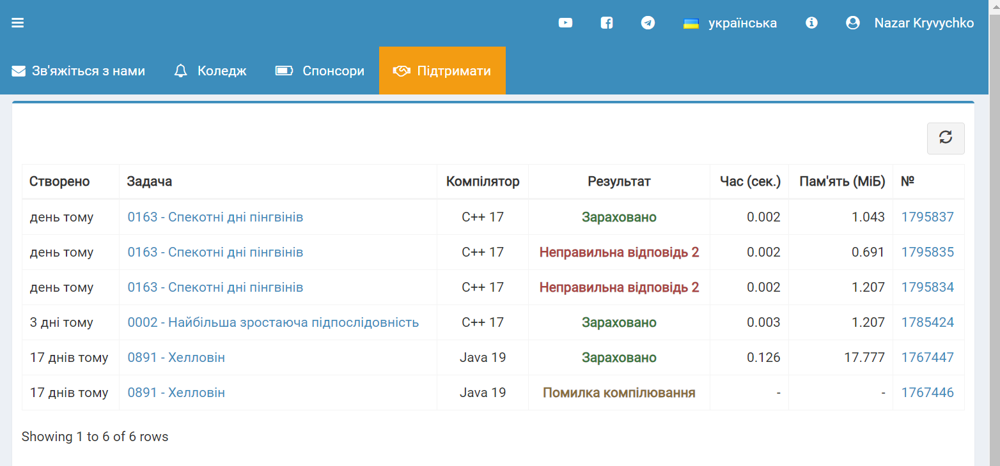 українська Nazar Kryvychko
Зв'яжіться з нами Коледж Спонсори Підтримати
Створено Задача Компілятор Результат Час (сек.) Пам'ять (МіБ) №
день тому 0163 - Спекотні дні пінгвінів C++ 17 Зараховано 0.002 1.043 1795837
день тому 0163 - Спекотні дні пінгвінів C++ 17 Неправильна відповідь 2 0.002 0.691 1795835
день тому 0163 - Спекотні дні пінгвінів C++ 17 Неправильна відповідь 2 0.002 1.207 1795834
3 дні тому 0002 - Найбільша зростаюча підпослідовність C++ 17 Зараховано 0.003 1.207 1785424
17 днів тому 0891 - Хелловін Java 19 Зараховано 0.126 17.777 1767447
17 днів тому 0891 - Хелловін Java 19 Помилка компілювання - - 1767446
Showing 1 to 6 of 6 rows